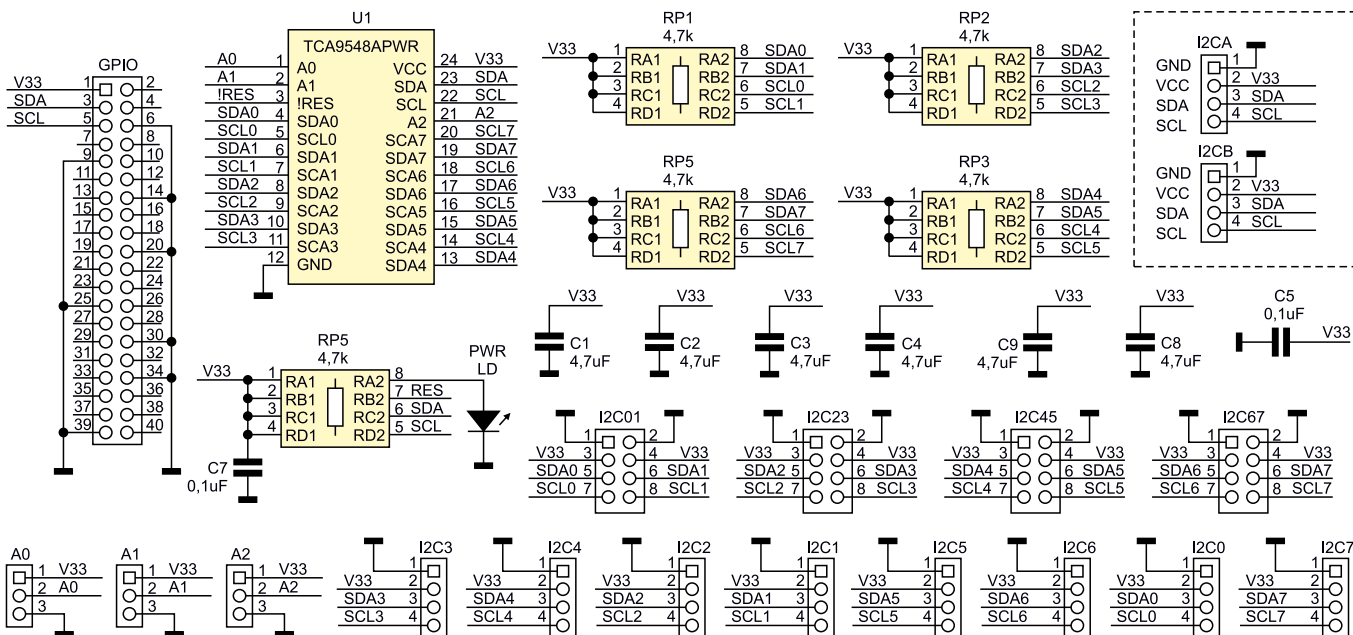 GPIO
V33 1 2
SDA 3 4
SCL 5 6
7 8
9 10
11 12
13 14
15 16
17 18
19 20
21 22
23 24
25 26
27 28
29 30
31 32
33 34
35 36
37 38
39 40
U1
TCA9548APWR
A0 1 A0 VCC 24 V33
A1 2 A1 SDA 23 SDA
!RES 3 !RES SCL 22 SCL
SDA0 4 SDA0 A2 21 A2
SCL0 5 SCL0 SCA7 20 SCL7
SDA1 6 SDA1 SDA7 19 SDA7
SCL1 7 SCA1 SCA6 18 SCL6
SDA2 8 SDA2 SDA6 17 SDA6
SCL2 9 SCA2 SCA5 16 SCL5
SDA3 10 SDA3 SDA5 15 SDA5
SCL3 11 SCA3 SCA4 14 SCL4
12 GND SDA4 13 SDA4
RP1
4,7k
V33 1 RA1 RA2 8 SDA0
2 RB1 RB2 7 SDA1
3 RC1 RC2 6 SCL0
4 RD1 RD2 5 SCL1
RP2
4,7k
V33 1 RA1 RA2 8 SDA2
2 RB1 RB2 7 SDA3
3 RC1 RC2 6 SCL2
4 RD1 RD2 5 SCL3
RP5
4,7k
V33 1 RA1 RA2 8 SDA6
2 RB1 RB2 7 SDA7
3 RC1 RC2 6 SCL6
4 RD1 RD2 5 SCL7
RP3
4,7k
V33 1 RA1 RA2 8 SDA4
2 RB1 RB2 7 SDA5
3 RC1 RC2 6 SCL4
4 RD1 RD2 5 SCL5
I2CA
GND 1
VCC 2 V33
SDA 3 SDA
SCL 4 SCL
I2CB
GND 1
VCC 2 V33
SDA 3 SDA
SCL 4 SCL
V33
C1
4,7uF
V33
C2
4,7uF
V33
C3
4,7uF
V33
C4
4,7uF
V33
C9
4,7uF
V33
C8
4,7uF
C5
0,1uF
V33
RP5
4,7k
V33 1 RA1 RA2 8
2 RB1 RB2 7 RES
3 RC1 RC2 6 SDA
4 RD1 RD2 5 SCL
PWR
LD
C7
0,1uF
I2C01
1 2
V33 3 4 V33
SDA0 5 6 SDA1
SCL0 7 8 SCL1
I2C23
1 2
V33 3 4 V33
SDA2 5 6 SDA3
SCL2 7 8 SCL3
I2C45
1 2
V33 3 4 V33
SDA4 5 6 SDA5
SCL4 7 8 SCL5
I2C67
1 2
V33 3 4 V33
SDA6 5 6 SDA7
SCL6 7 8 SCL7
A0
1 V33
2 A0
3
A1
1 V33
2 A1
3
A2
1 V33
2 A2
3
I2C3
1
V33 2
SDA3 3
SCL3 4
I2C4
1
V33 2
SDA4 3
SCL4 4
I2C2
1
V33 2
SDA2 3
SCL2 4
I2C1
1
V33 2
SDA1 3
SCL1 4
I2C5
1
V33 2
SDA5 3
SCL5 4
I2C6
1
V33 2
SDA6 3
SCL6 4
I2C0
1
V33 2
SDA0 3
SCL0 4
I2C7
1
V33 2
SDA7 3
SCL7 4